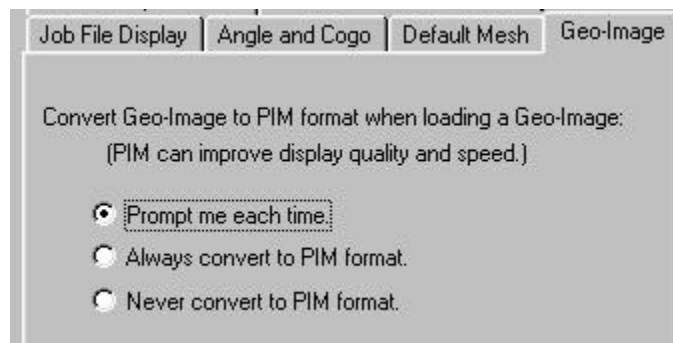 Job File Display Angle and Cogo Default Mesh Geo-Image
Convert Geo-Image to PIM format when loading a Geo-Image:
(PIM can improve display quality and speed.)
Prompt me each time.
Always convert to PIM format.
Never convert to PIM format.